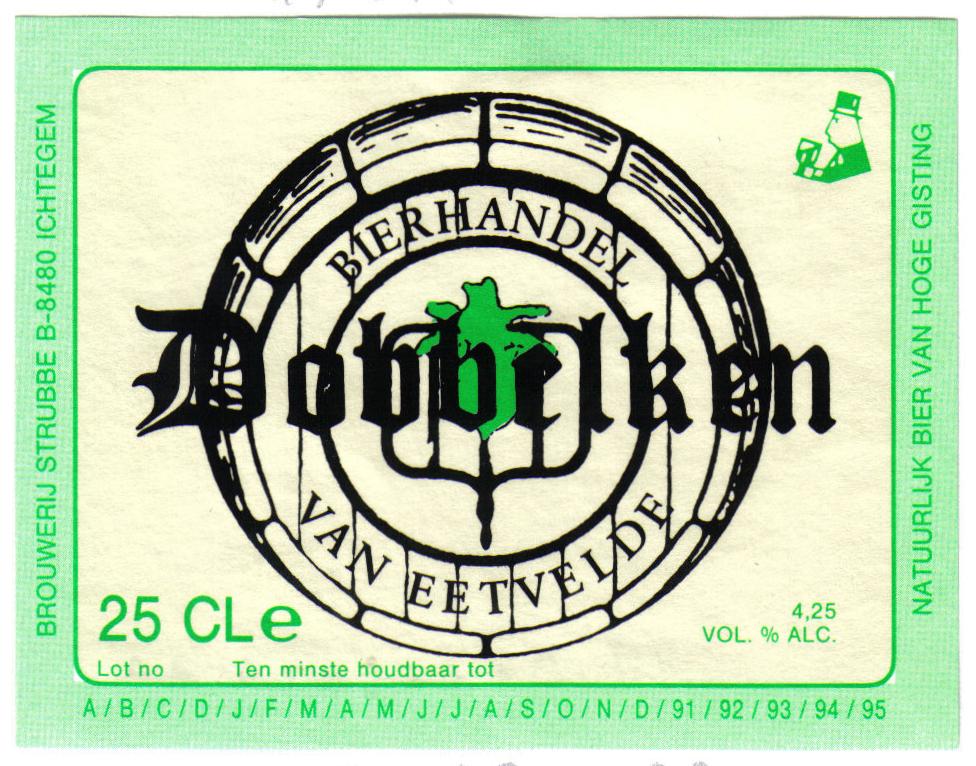 BROUWERIJ STRUBBE B-8480 ICHTEGEM
BIERHANDEL
Dobbelken
VAN EETVELDE
25 CL e
4,25
VOL. % ALC.
Lot no Ten minste houdbaar tot
A/B/C/D/J/F/M/A/M/J/J/A/S/O/N/D/91/92/93/94/95
NATUURLIJK BIER VAN HOGE GISTING